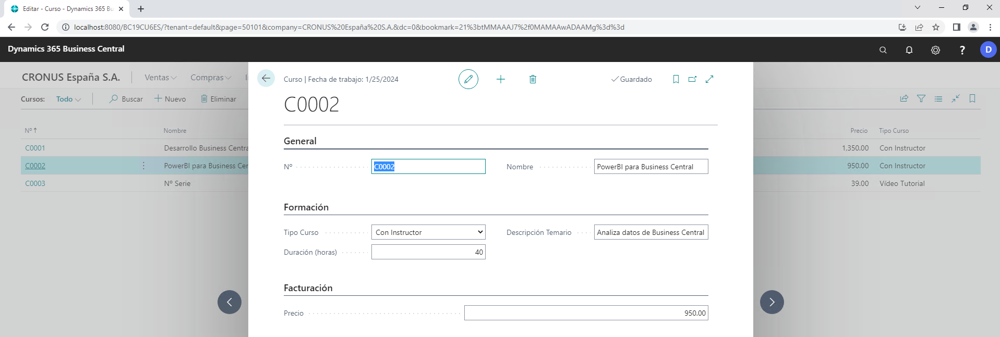 Editar - Curso - Dynamics 365 Bu
localhost:8080/BC19CU6ES/?tenant=default&page=50101&company=CRONUS%20España%20S.A.&dc=0&bookmark=21%3btMMAAAJ7%2f0MAMAAwADAAMg%3d%3d
Dynamics 365 Business Central
?
D
CRONUS España S.A.
Ventas
Compras
Curso | Fecha de trabajo: 1/25/2024
Guardado
Cursos:
Todo
Buscar
Nuevo
Eliminar
C0002
Nº ↑
Nombre
Precio
Tipo Curso
General
C0001
Desarrollo Business Centra
1,350.00
Con Instructor
C0002
PowerBI para Business Cer
950.00
Con Instructor
Nº
C0002
Nombre
PowerBI para Business Central
C0003
Nº Serie
39.00
Vídeo Tutorial
Formación
Tipo Curso
Con Instructor
Descripción Temario
Analiza datos de Business Central
Duración (horas)
40
Facturación
Precio
950.00